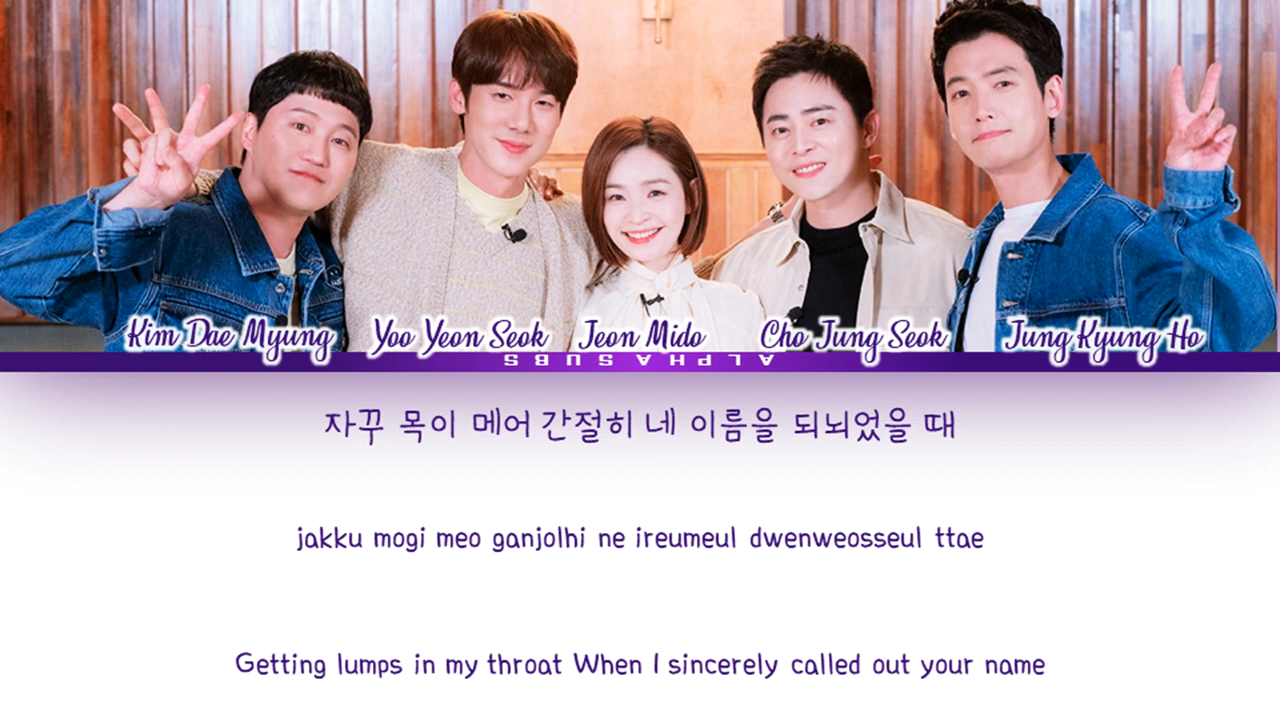 Kim Dae Myung Yoo Yeon Seok Jeon Mido Cho Jung Seok Jung Kyung Ho
ALPHASUBS
자꾸 목이 메어 간절히 네 이름을 되뇌었을 때
jakku mogi meo ganjolhi ne ireumeul dwenweosseul ttae
Getting lumps in my throat When I sincerely called out your name